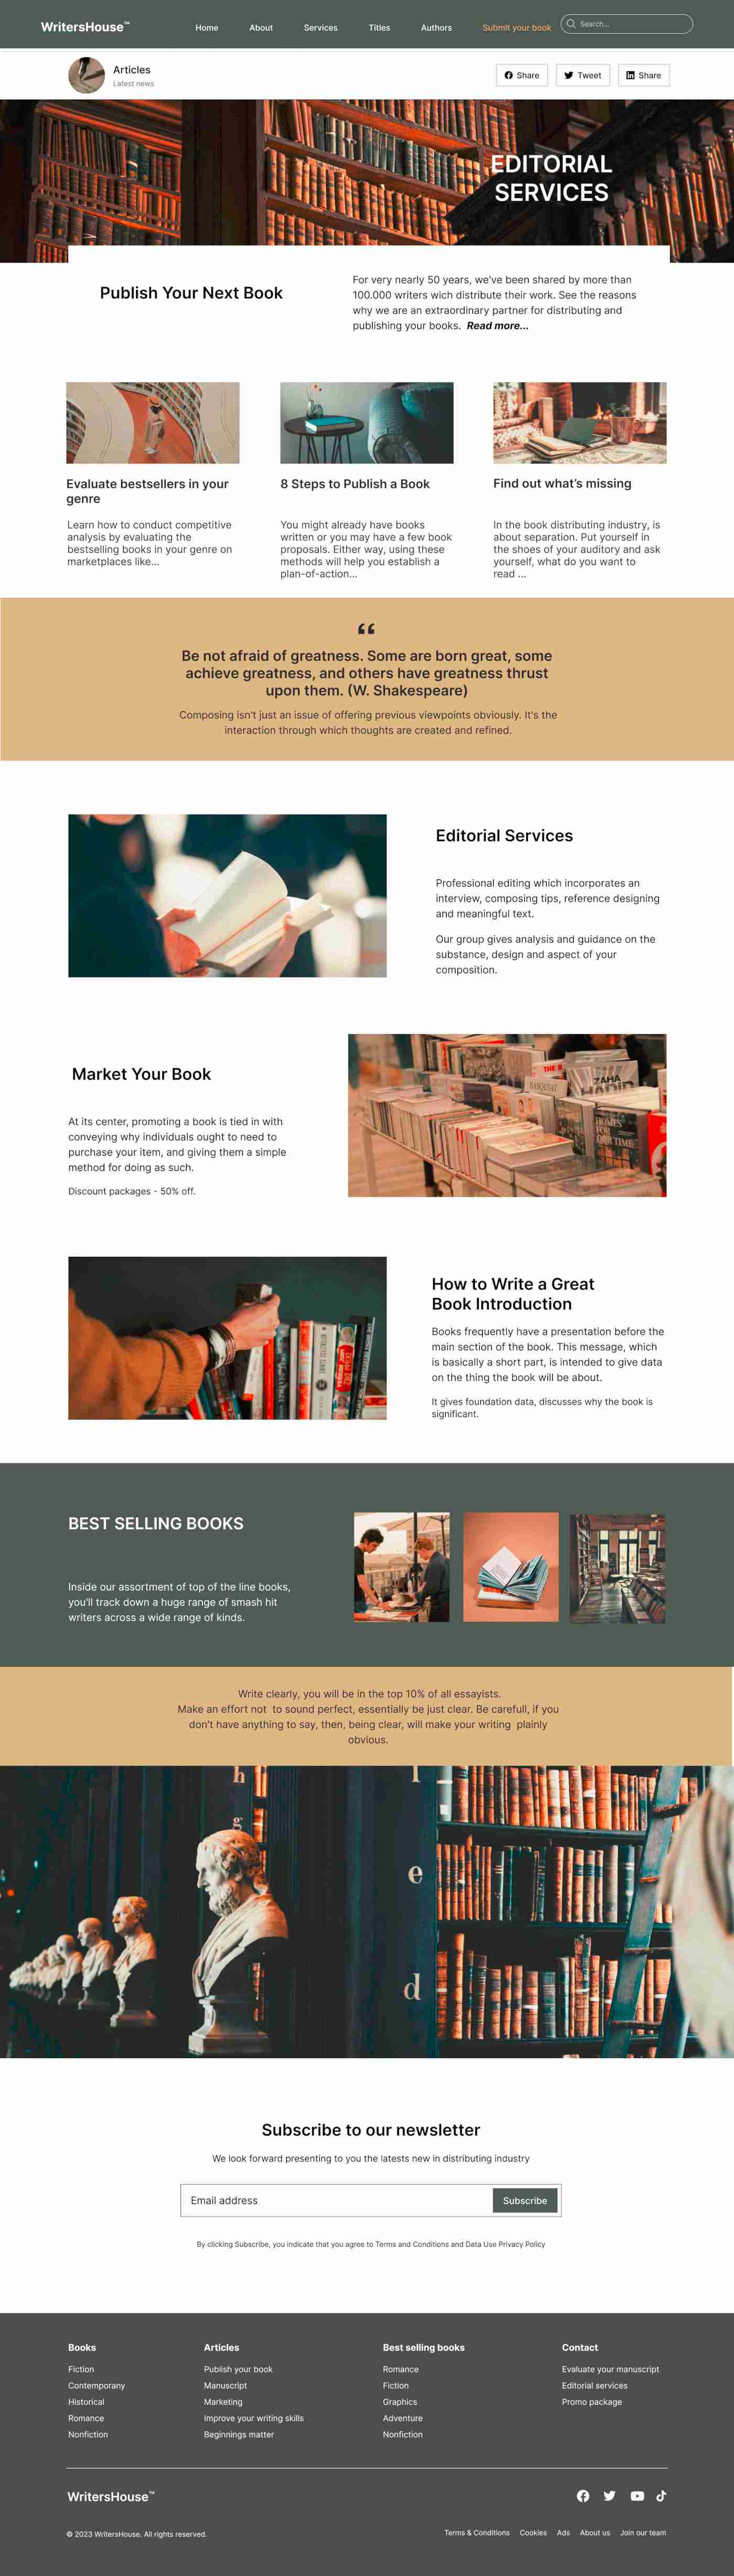 WritersHouse™
Home About Services Titles Authors Submit your book Search...
Articles
Latest news
Share Tweet Share
EDITORIAL
SERVICES
Publish Your Next Book
For very nearly 50 years, we've been shared by more than
100.000 writers wich distribute their work. See the reasons
why we are an extraordinary partner for distributing and
publishing your books. Read more...
Evaluate bestsellers in your
genre
Learn how to conduct competitive
analysis by evaluating the
bestselling books in your genre on
marketplaces like...
8 Steps to Publish a Book
You might already have books
written or you may have a few book
proposals. Either way, using these
methods will help you establish a
plan-of-action...
Find out what's missing
In the book distributing industry, is
about separation. Put yourself in
the shoes of your auditory and ask
yourself, what do you want to
read ...
“
Be not afraid of greatness. Some are born great, some
achieve greatness, and others have greatness thrust
upon them. (W. Shakespeare)
Composing isn't just an issue of offering previous viewpoints obviously. It's the
interaction through which thoughts are created and refined.
Editorial Services
Professional editing which incorporates an
interview, composing tips, reference designing
and meaningful text.
Our group gives analysis and guidance on the
substance, design and aspect of your
composition.
Market Your Book
At its center, promoting a book is tied in with
conveying why individuals ought to need to
purchase your item, and giving them a simple
method for doing as such.
Discount packages - 50% off.
THE
BASQUIAT
ZAHA
HADID
HOMES
FOR
OUR TIME
How to Write a Great
Book Introduction
Books frequently have a presentation before the
main section of the book. This message, which
is basically a short part, is intended to give data
on the thing the book will be about.
It gives foundation data, discusses why the book is
significant.
BEST SELLING BOOKS
Inside our assortment of top of the line books,
you'll track down a huge range of smash hit
writers across a wide range of kinds.
Write clearly, you will be in the top 10% of all essayists.
Make an effort not to sound perfect, essentially be just clear. Be carefull, if you
don't have anything to say, then, being clear, will make your writing plainly
obvious.
h
g
l
e
d
Subscribe to our newsletter
We look forward presenting to you the latests new in distributing industry
Email address Subscribe
By clicking Subscribe, you indicate that you agree to Terms and Conditions and Data Use Privacy Policy
Books
Fiction
Contemporany
Historical
Romance
Nonfiction
Articles
Publish your book
Manuscript
Marketing
Improve your writing skills
Beginnings matter
Best selling books
Romance
Fiction
Graphics
Adventure
Nonfiction
Contact
Evaluate your manuscript
Editorial services
Promo package
WritersHouse™
© 2023 WritersHouse. All rights reserved.
Terms & Conditions Cookies Ads About us Join our team